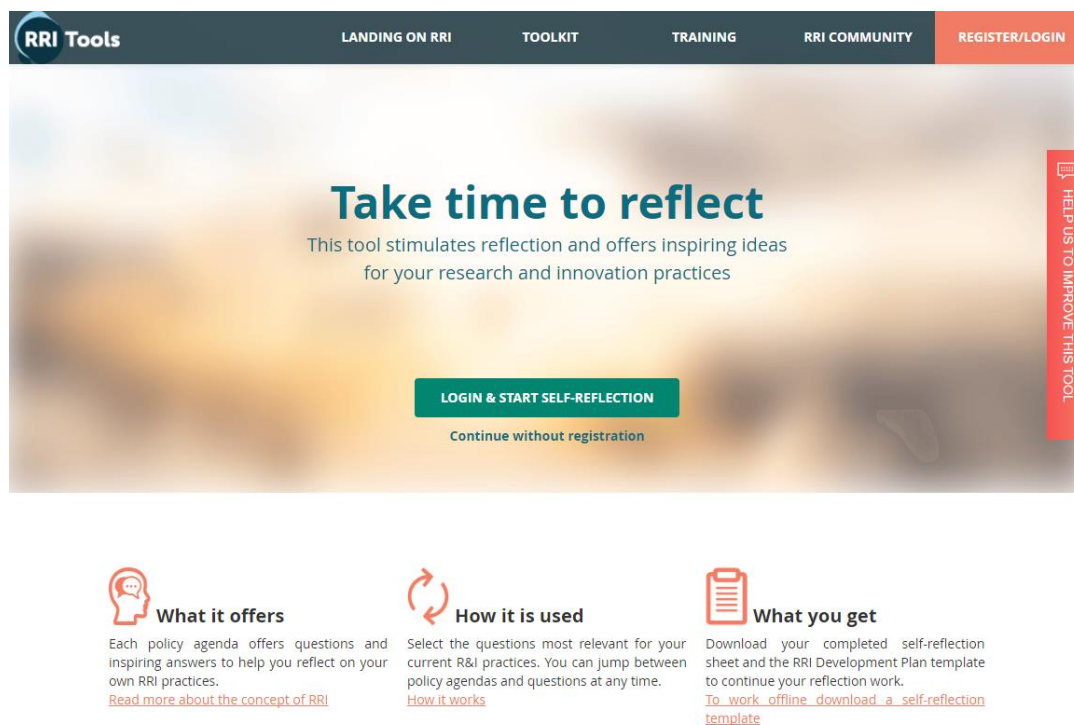 RRI Tools
LANDING ON RRI
TOOLKIT
TRAINING
RRI COMMUNITY
REGISTER/LOGIN
Take time to reflect
This tool stimulates reflection and offers inspiring ideas
for your research and innovation practices
LOGIN & START SELF-REFLECTION
Continue without registration
HELP US TO IMPROVE THIS TOOL
What it offers
Each policy agenda offers questions and
inspiring answers to help you reflect on your
own RRI practices.
Read more about the concept of RRI
How it is used
Select the questions most relevant for your
current R&I practices. You can jump between
policy agendas and questions at any time.
How it works
What you get
Download your completed self-reflection
sheet and the RRI Development Plan template
to continue your reflection work.
To work offline download a self-reflection
template